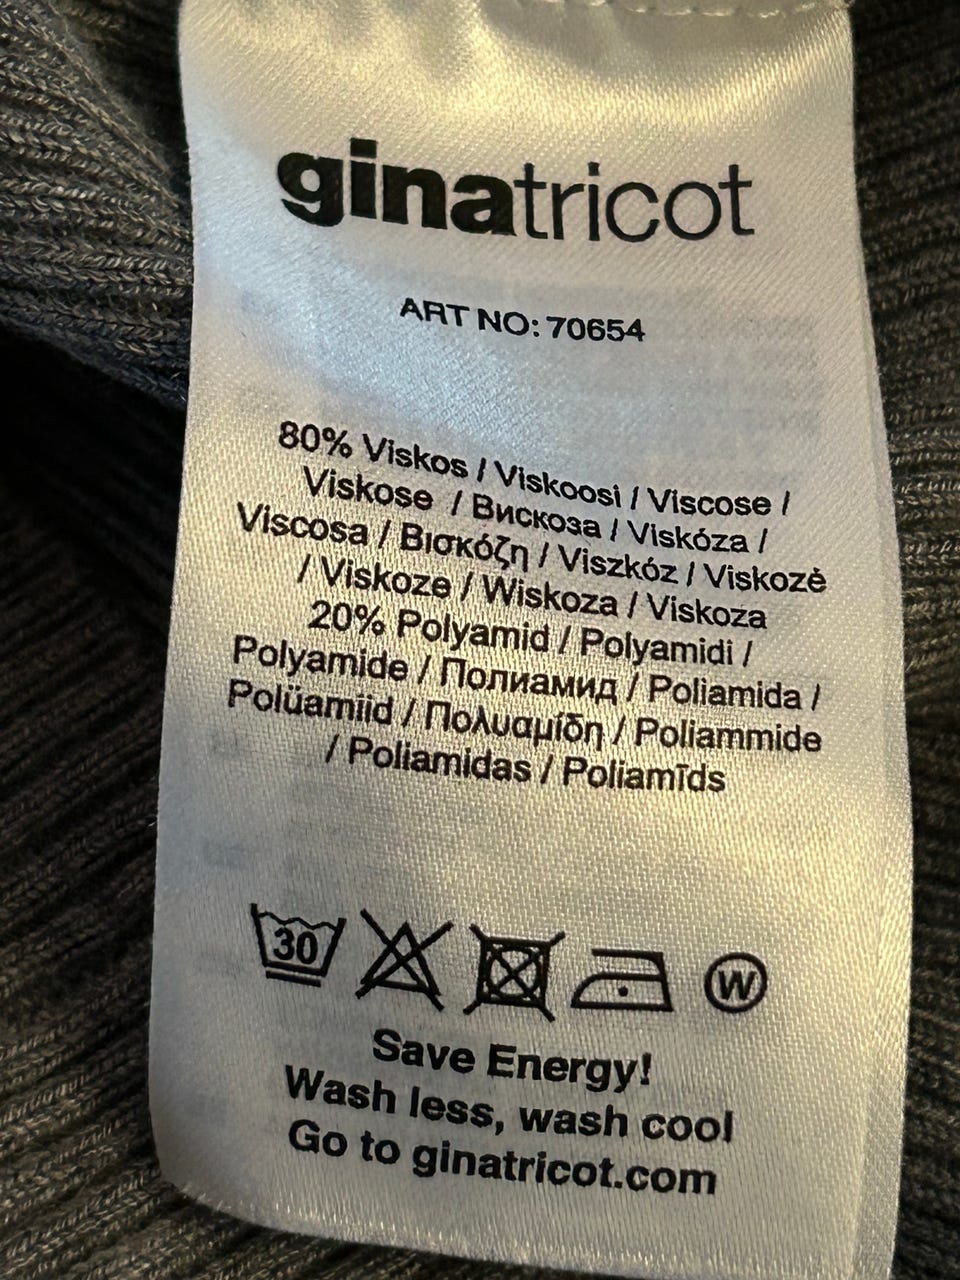 ginatricot
ART NO: 70654
80% Viskos / Viskoosi / Viscose /
Viskose / Вискоза / Viskóza /
Viscosa / Βισκόζη / Viszkóz / Viskozė
/ Viskoze / Wiskoza / Viskoza
20% Polyamid / Polyamidi /
Polyamide / Полиамид / Poliamida /
Polüamiid / Πολυαμίδη / Poliammide
/ Poliamidas / Poliamīds
30
W
Save Energy!
Wash less, wash cool
Go to ginatricot.com